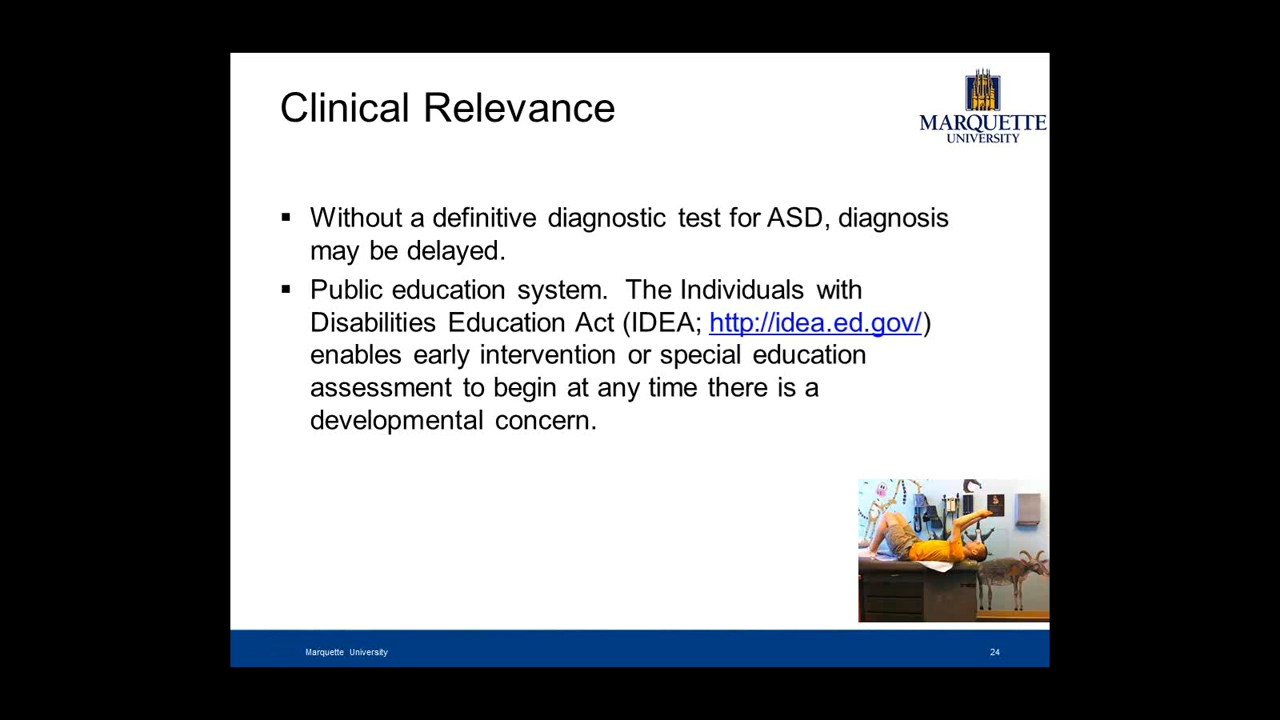 Clinical Relevance
MARQUETTE
UNIVERSITY
▪ Without a definitive diagnostic test for ASD, diagnosis
may be delayed.
▪ Public education system. The Individuals with
Disabilities Education Act (IDEA; http://idea.ed.gov/)
enables early intervention or special education
assessment to begin at any time there is a
developmental concern.
Marquette University
24